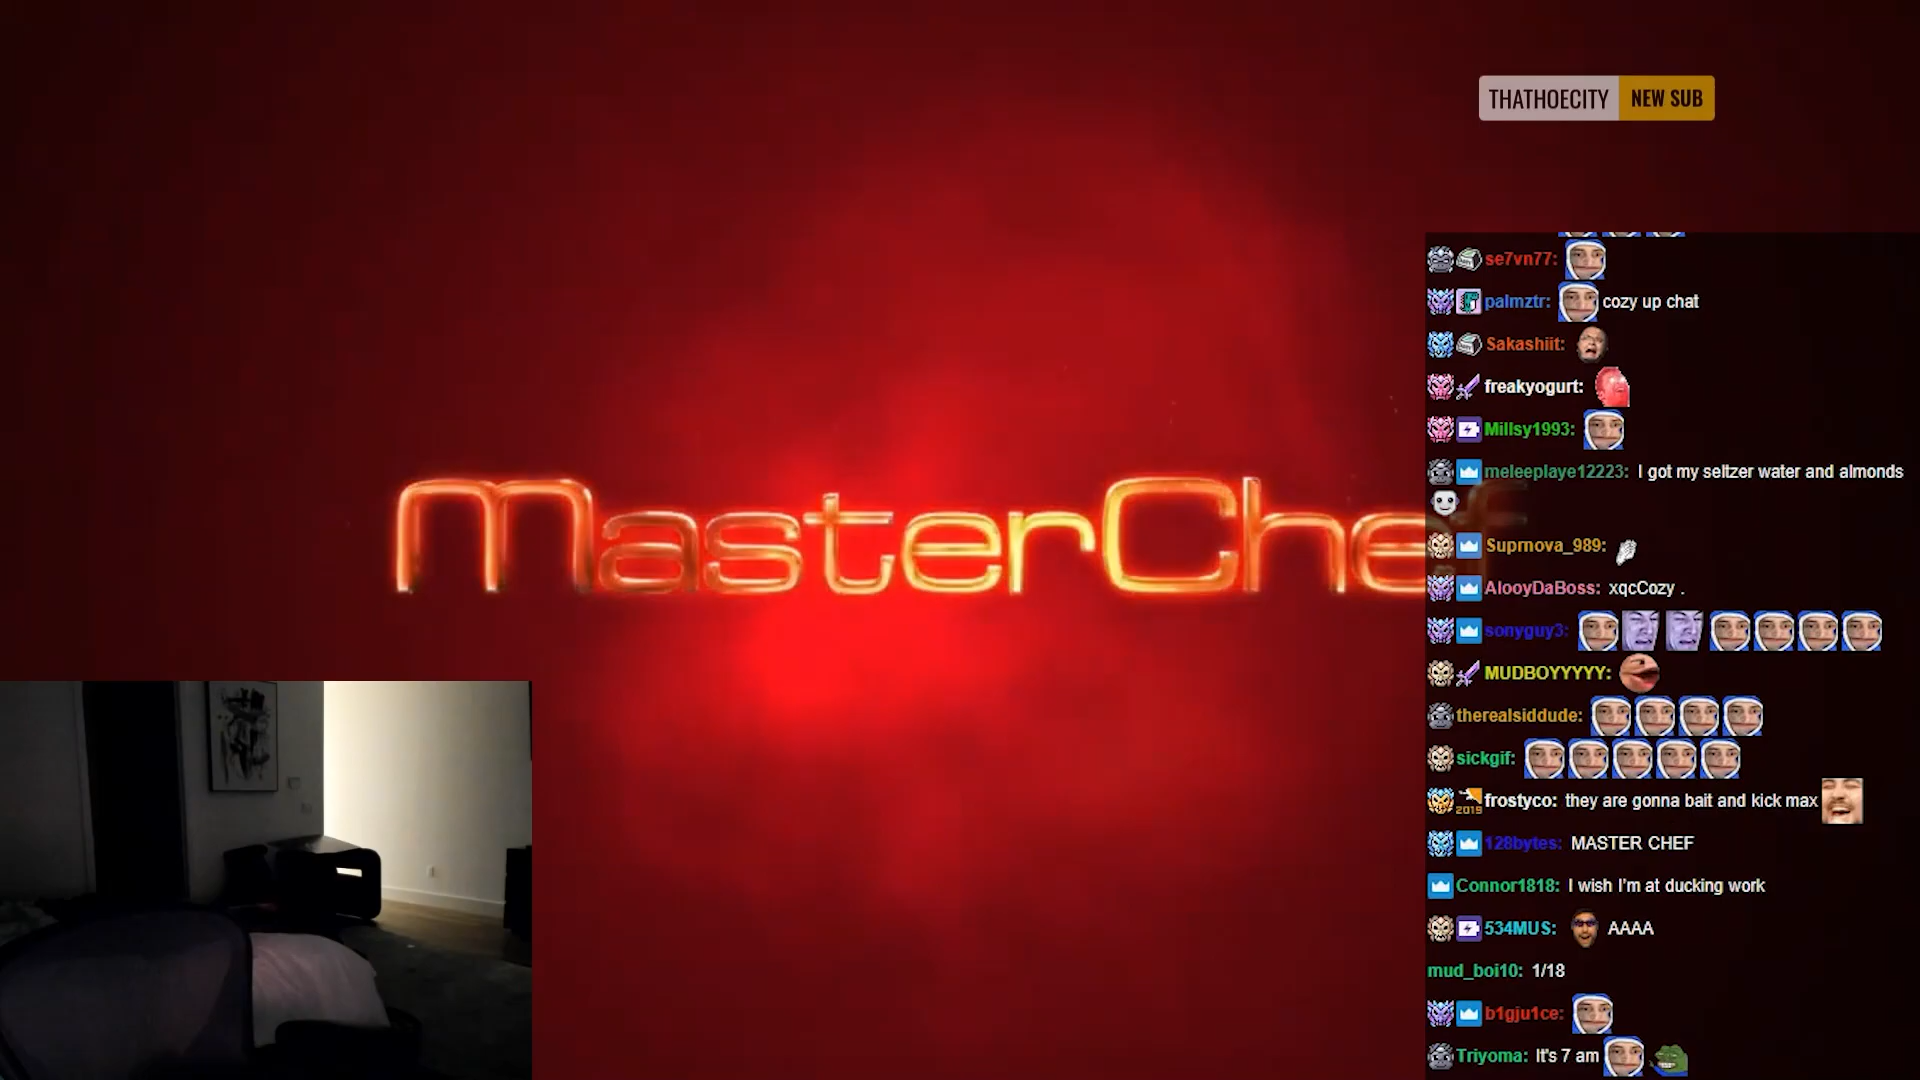 THATHOECITY NEW SUB
se7vn77:
palmztr: cozy up chat
Sakashiit:
freakyogurt:
Millsy1993:
meleeplaye12223: I got my seltzer water and almonds
MasterChef
Suprnova_989:
AlooyDaBoss: xqcCozy .
sonyguy3:
MUDBOYYYYY:
therealsiddude:
sickgif:
2019 frostyco: they are gonna bait and kick max
128bytes: MASTER CHEF
Connor1818: I wish I'm at ducking work
534MUS: AAAA
mud_boi10: 1/18
b1gju1ce:
Triyoma: It's 7 am